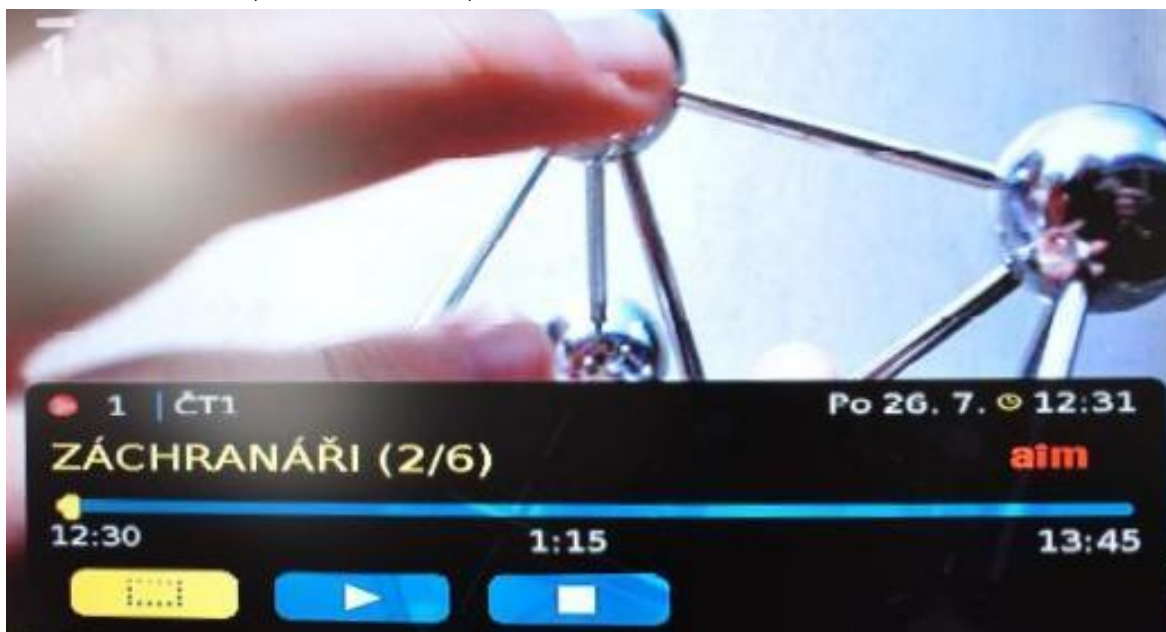 1
1 | ČT1
Po 26. 7. 12:31
ZÁCHRANÁŘI (2/6)
aim
12:30
1:15
13:45